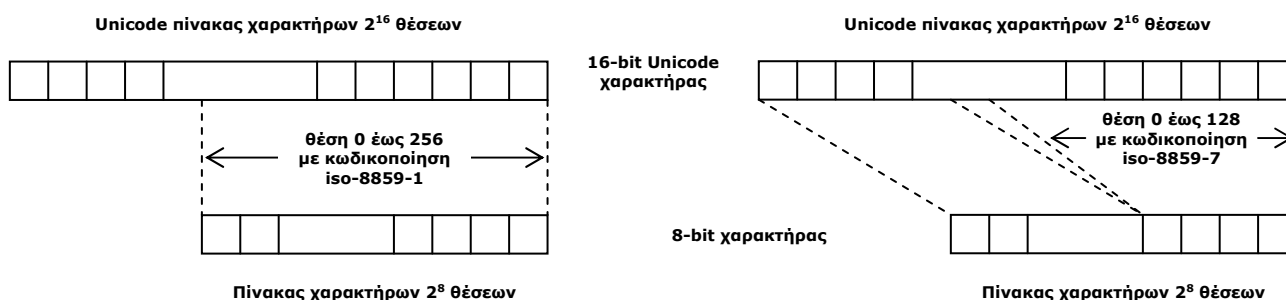 Unicode πίνακας χαρακτήρων 2¹⁶ θέσεων
16-bit Unicode
χαρακτήρας
θέση 0 έως 256
με κωδικοποίηση
iso-8859-1
Πίνακας χαρακτήρων 2⁸ θέσεων
8-bit χαρακτήρας
Unicode πίνακας χαρακτήρων 2¹⁶ θέσεων
θέση 0 έως 128
με κωδικοποίηση
iso-8859-7
Πίνακας χαρακτήρων 2⁸ θέσεων